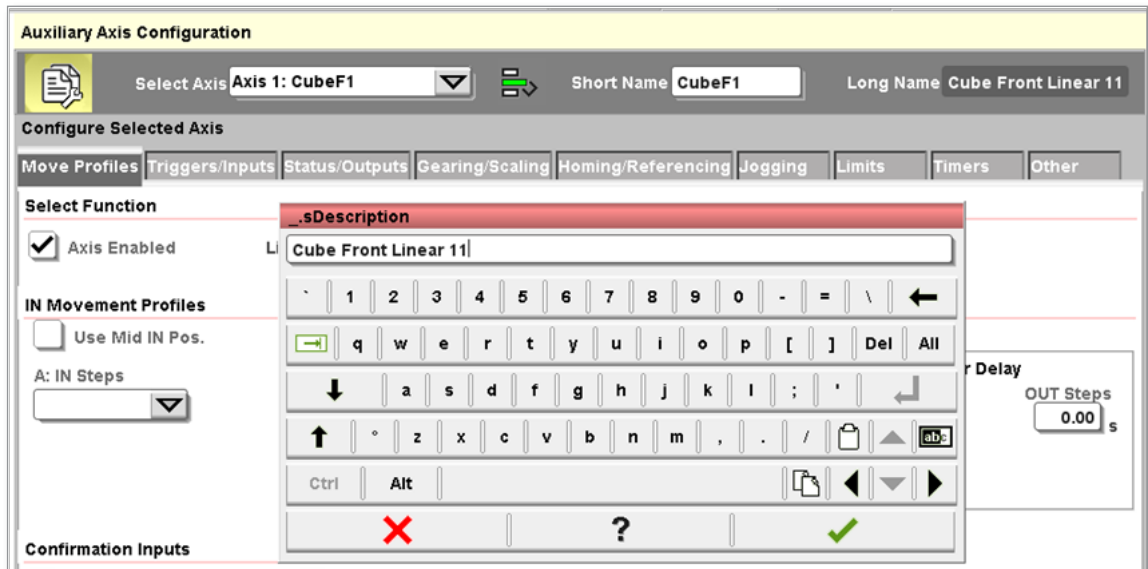 Auxiliary Axis Configuration
Select Axis Axis 1: CubeF1 Short Name CubeF1 Long Name Cube Front Linear 11
Configure Selected Axis
Move Profiles Triggers/Inputs Status/Outputs Gearing/Scaling Homing/Referencing Jogging Limits Timers Other
Select Function
_.sDescription
Axis Enabled Li Cube Front Linear 11
` 1 2 3 4 5 6 7 8 9 0 - = \
IN Movement Profiles
Use Mid IN Pos.
q w e r t y u i o p [ ] Del All
A: IN Steps
r Delay
a s d f g h j k l ; '
OUT Steps
0.00 s
° z x c v b n m , . / abc
Ctrl Alt
?
Confirmation Inputs